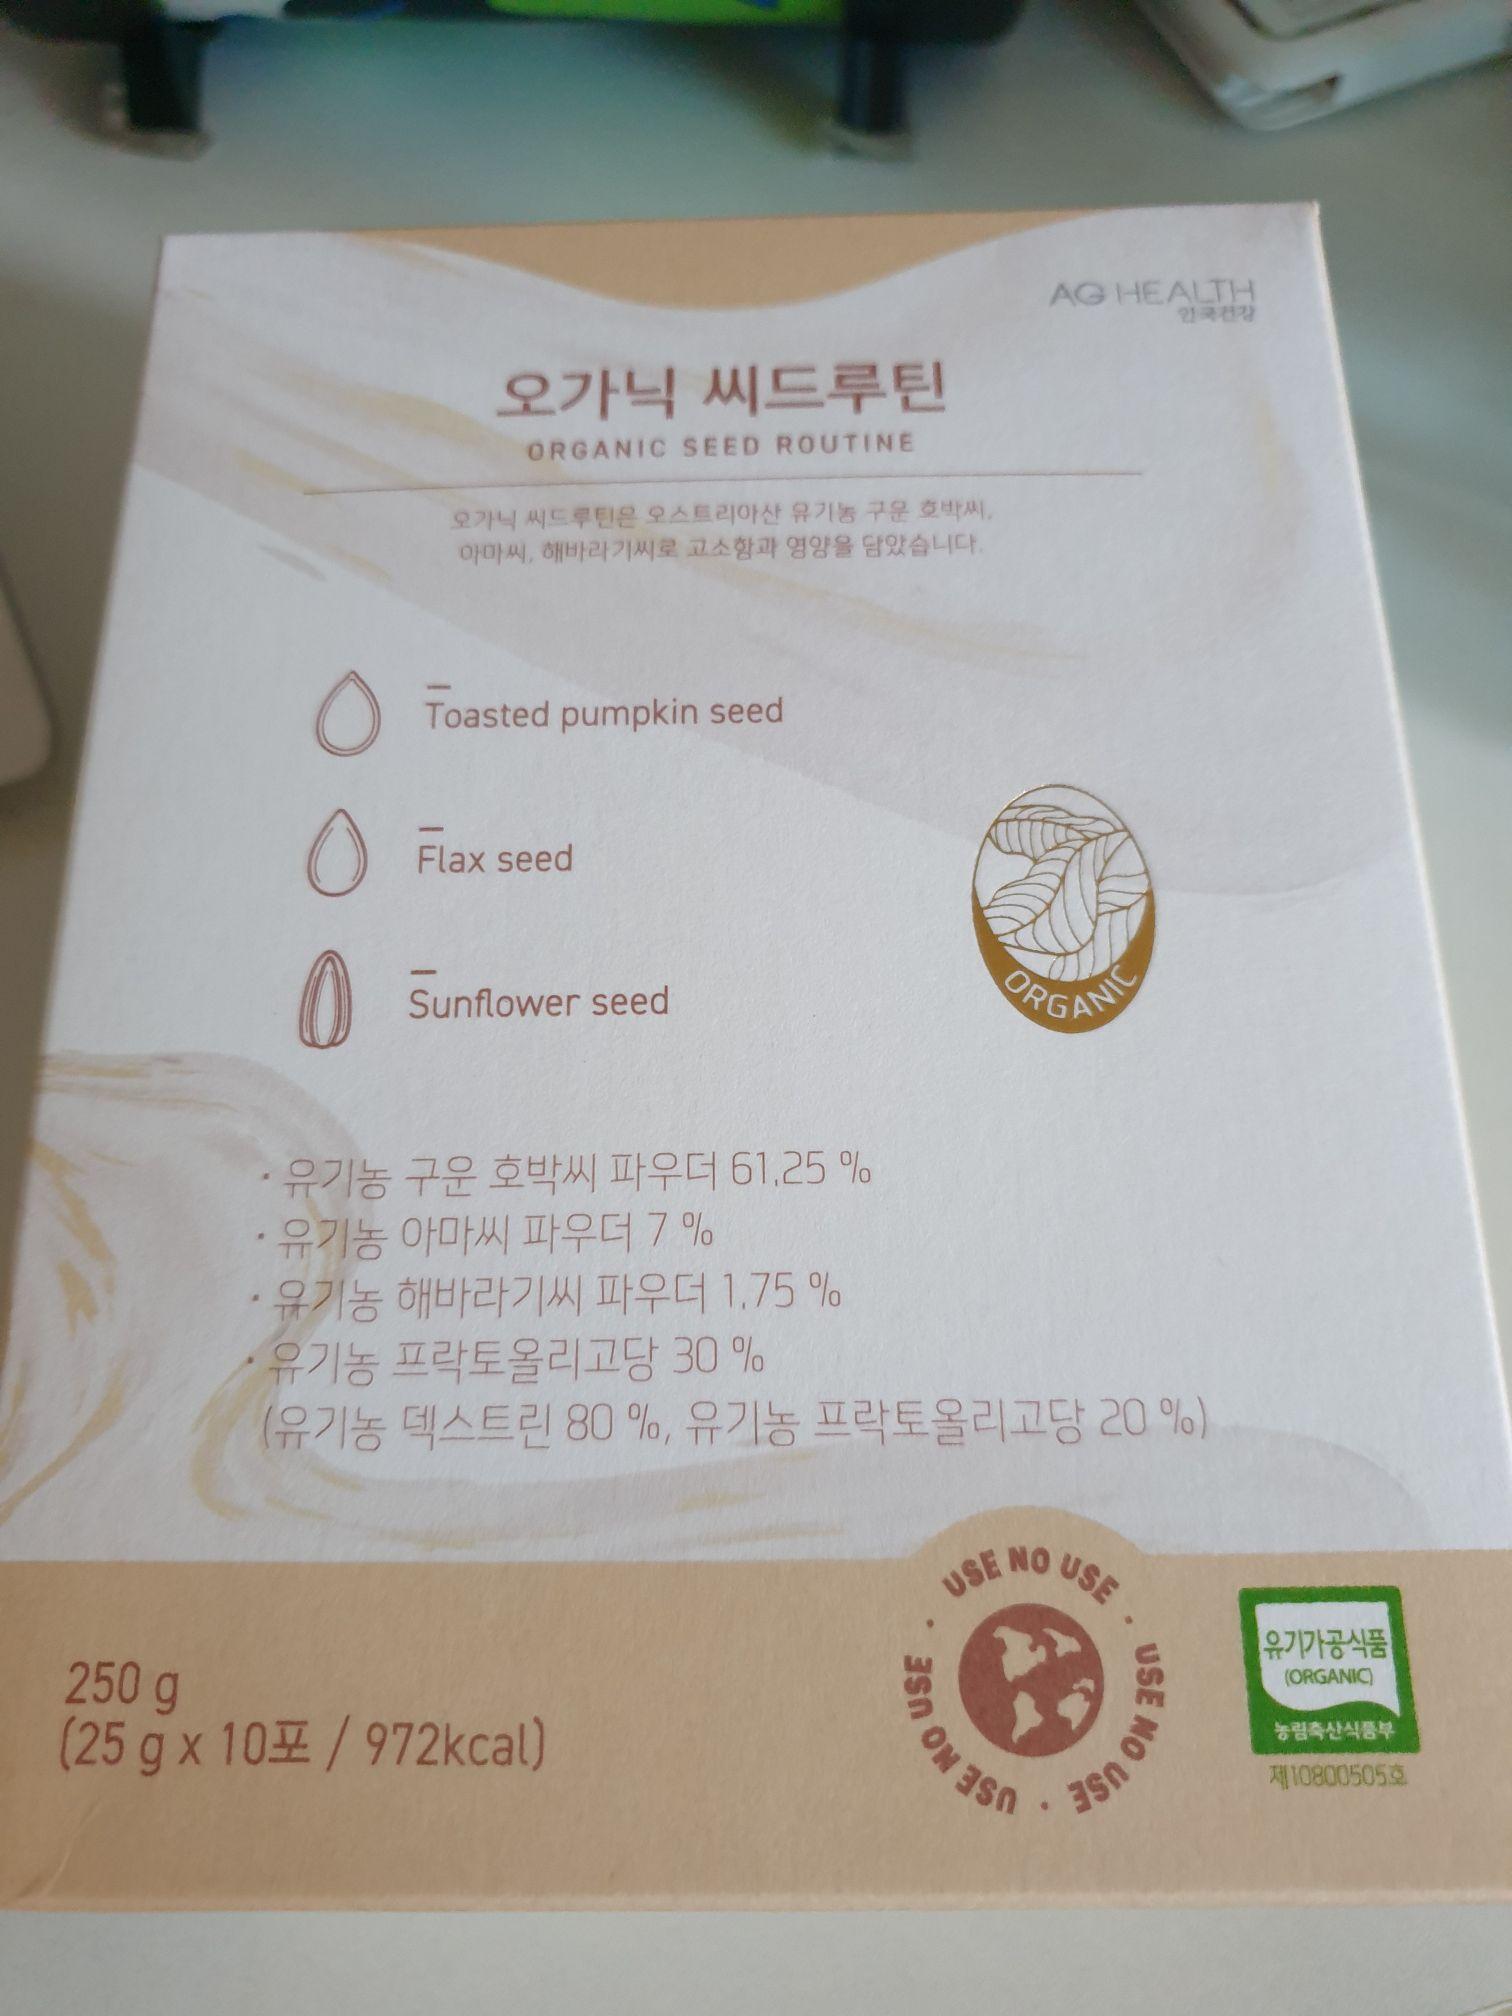 AG HEALTH
안국건강
오가닉 씨드루틴
ORGANIC SEED ROUTINE
오가닉 씨드루틴은 오스트리아산 유기농 구운 호박씨,
아마씨, 해바라기씨로 고소함과 영양을 담았습니다.
Toasted pumpkin seed
Flax seed
Sunflower seed
ORGANIC
· 유기농 구운 호박씨 파우더 61.25 %
· 유기농 아마씨 파우더 7 %
· 유기농 해바라기씨 파우더 1.75 %
· 유기농 프락토올리고당 30 %
(유기농 덱스트린 80 %, 유기농 프락토올리고당 20 %)
250 g
(25 g x 10포 / 972kcal)
USE NO USE · USE NO USE · USE NO USE ·
유기가공식품
(ORGANIC)
농림축산식품부
제10800505호